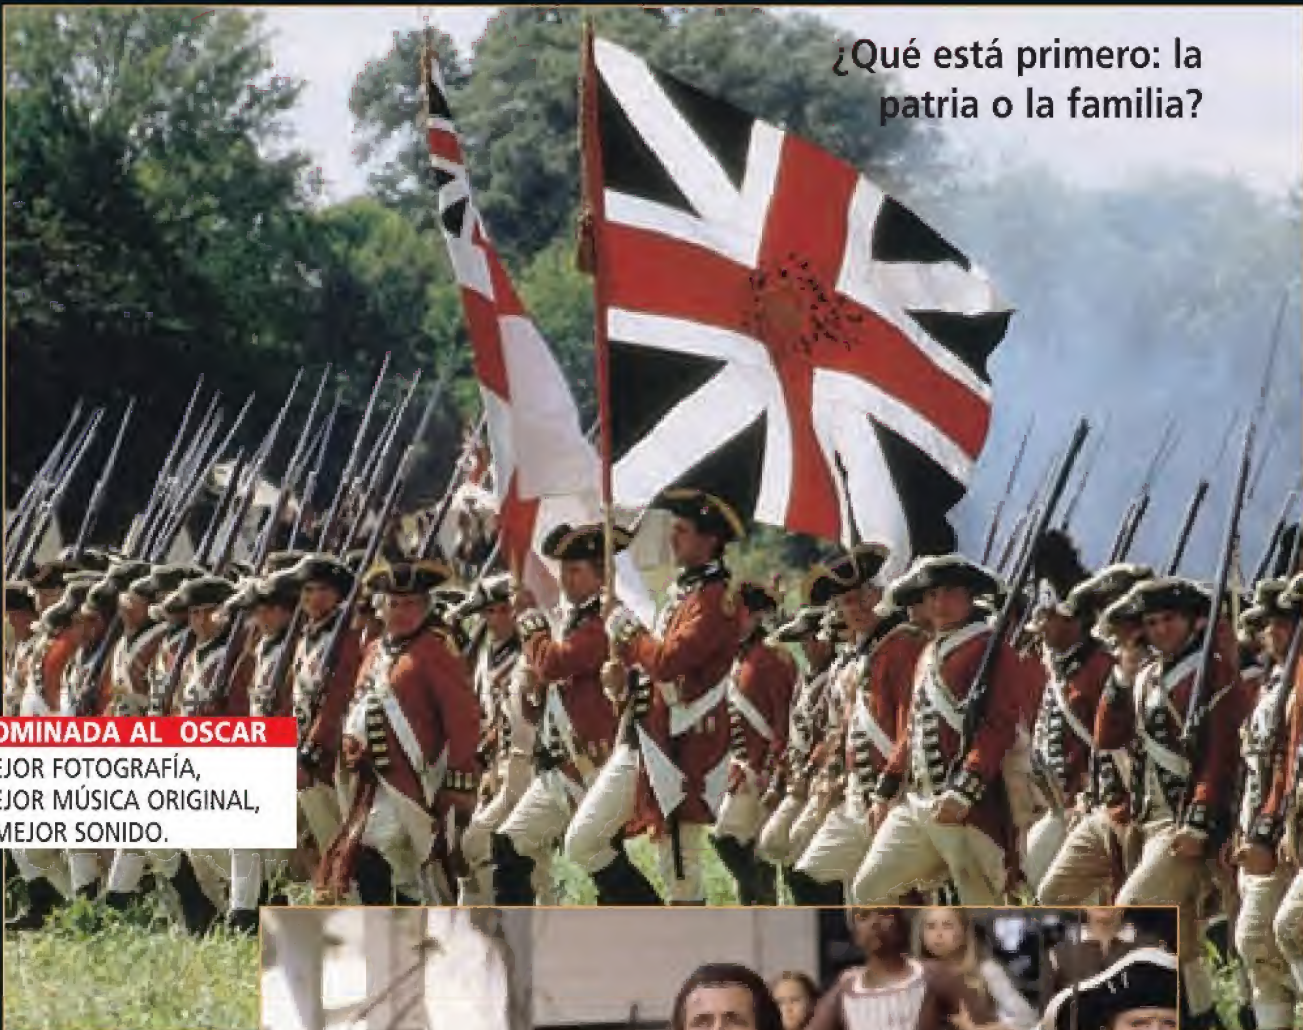 ¿Qué está primero: la
patria o la familia?
OMINADA AL OSCAR
EJOR FOTOGRAFÍA,
EJOR MÚSICA ORIGINAL,
MEJOR SONIDO.